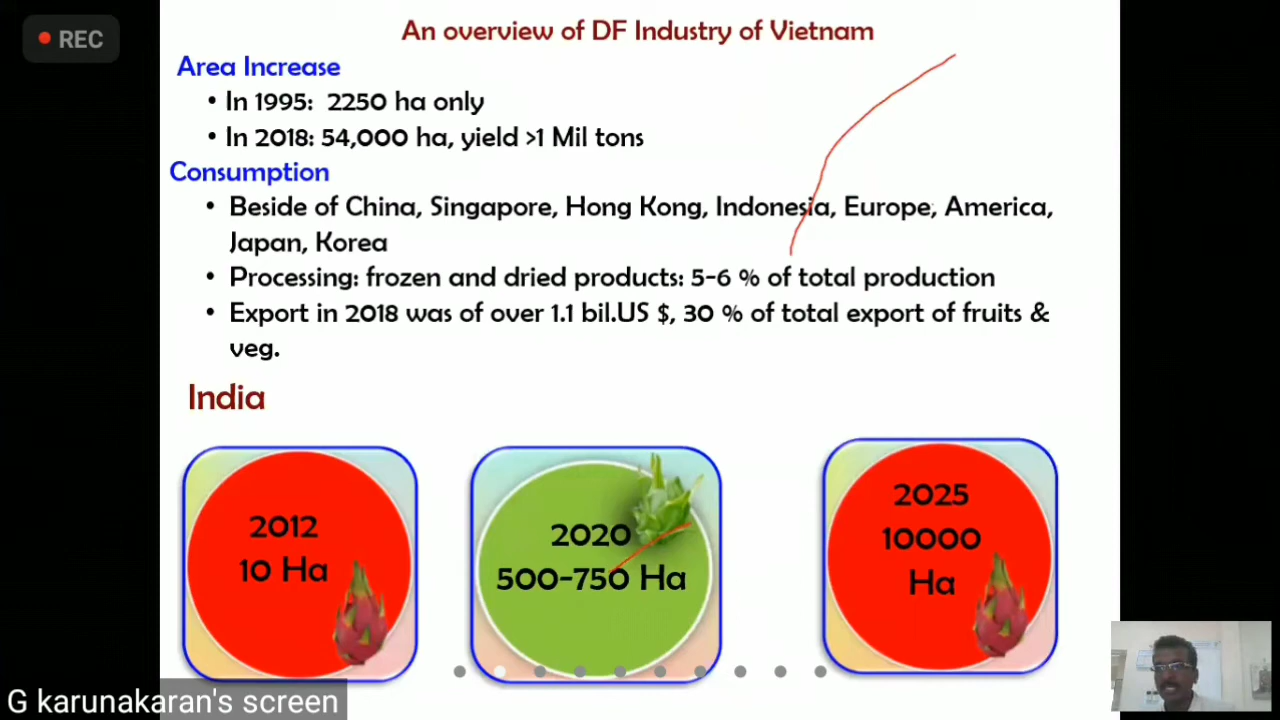 REC
An overview of DF Industry of Vietnam
Area Increase
• In 1995: 2250 ha only
• In 2018: 54,000 ha, yield >1 Mil tons
Consumption
• Beside of China, Singapore, Hong Kong, Indonesia, Europe, America,
Japan, Korea
• Processing: frozen and dried products: 5-6 % of total production
• Export in 2018 was of over 1.1 bil.US $, 30 % of total export of fruits &
veg.
India
2012
10 Ha
2020
500-750 Ha
2025
10000
Ha
G karunakaran's screen